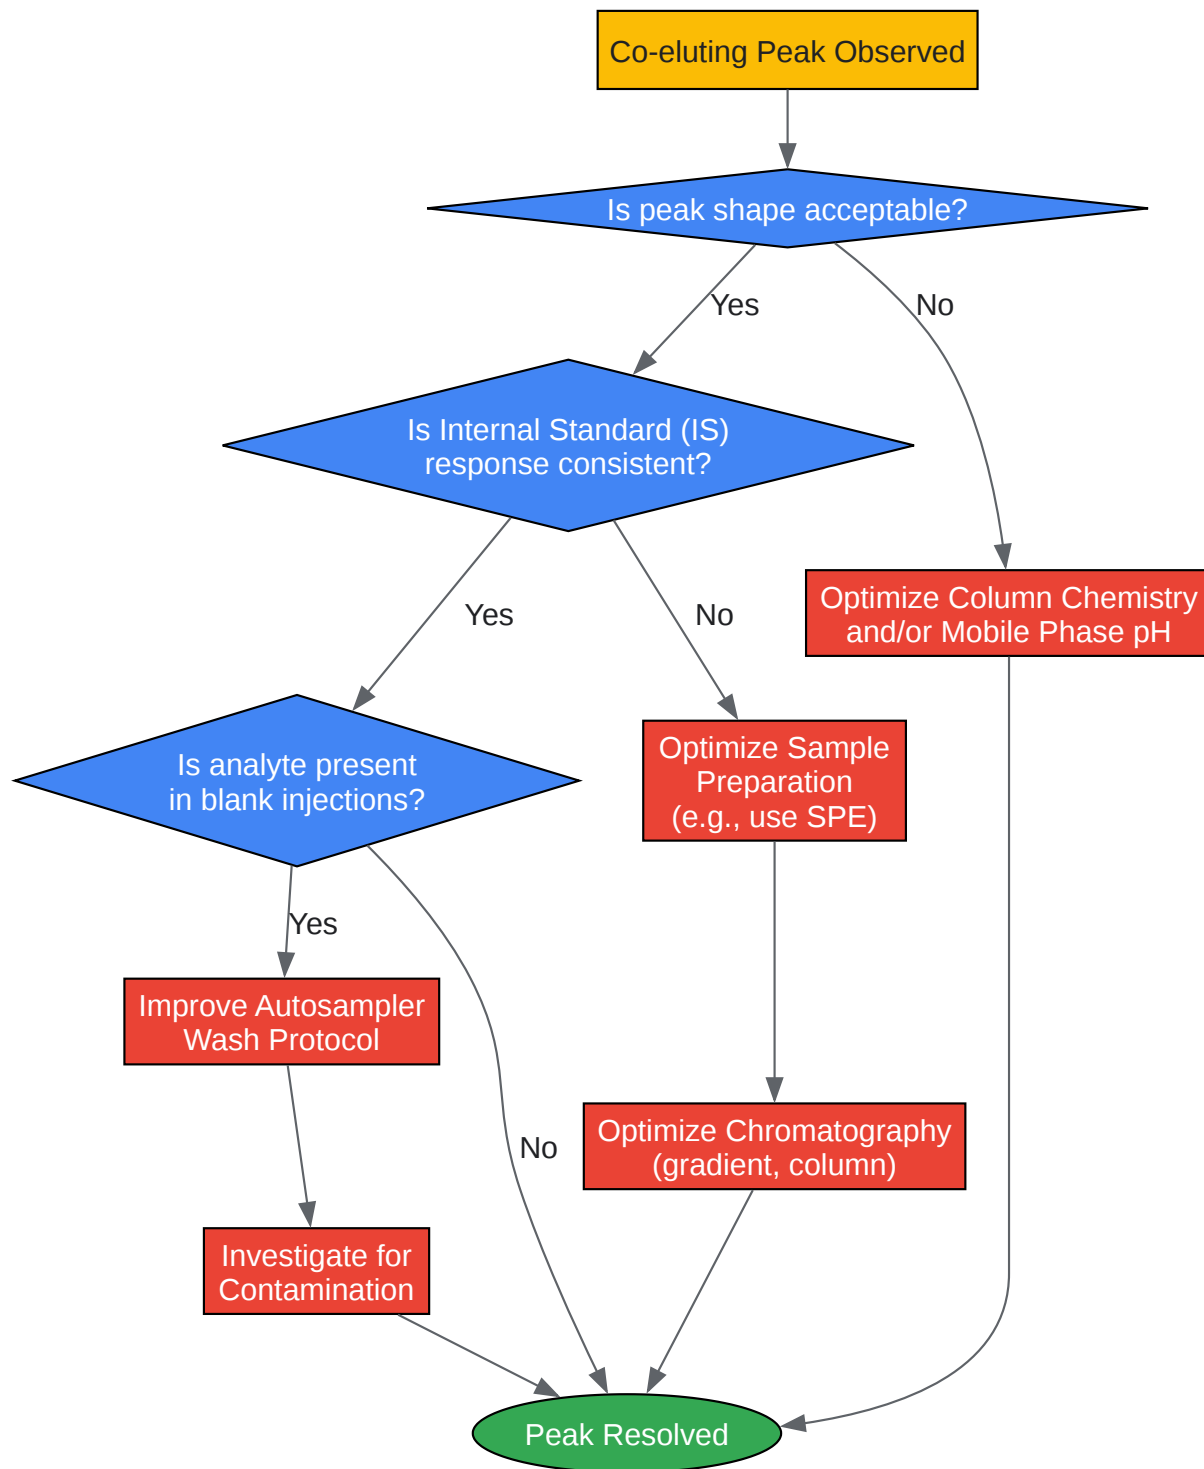 Co-eluting Peak Observed
Is peak shape acceptable?
Yes
No
Is Internal Standard (IS)
response consistent?
Yes
No
Optimize Column Chemistry
and/or Mobile Phase pH
Is analyte present
in blank injections?
Optimize Sample
Preparation
(e.g., use SPE)
Yes
Improve Autosampler
Wash Protocol
No
Optimize Chromatography
(gradient, column)
Investigate for
Contamination
Peak Resolved